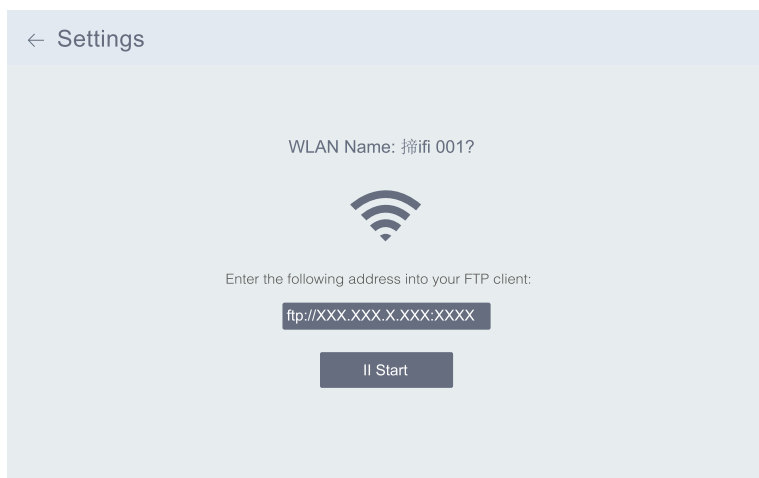 ← Settings
WLAN Name: 揥ifi 001?
Enter the following address into your FTP client:
ftp://XXX.XXX.X.XXX:XXXX
II Start